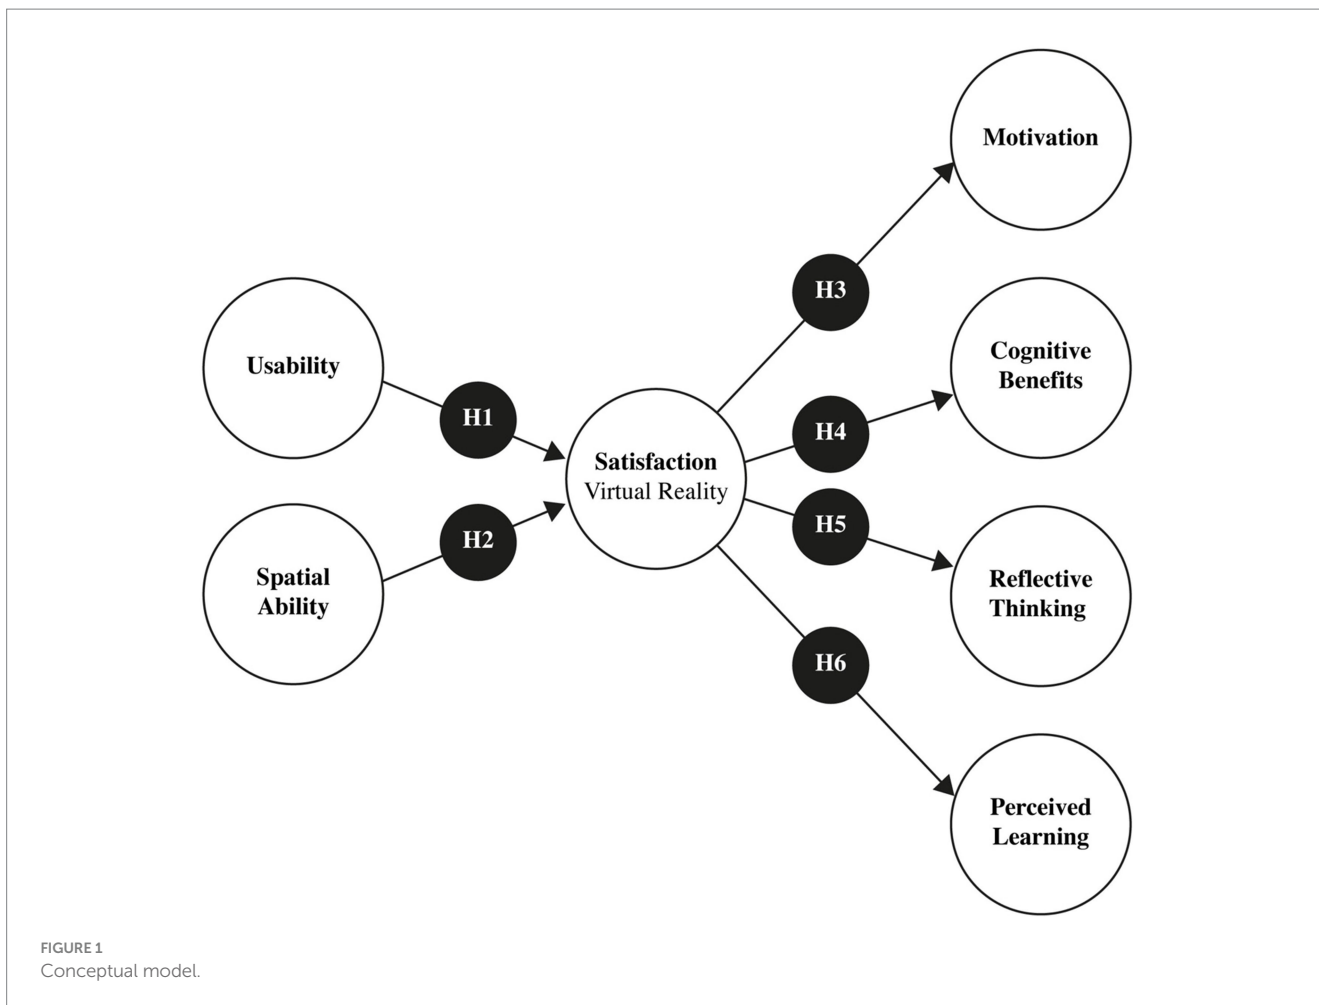 Motivation
H3
Usability
Cognitive
Benefits
H1
H4
Satisfaction
Virtual Reality
H5
H2
Spatial
Ability
Reflective
Thinking
H6
Perceived
Learning
FIGURE 1
Conceptual model.